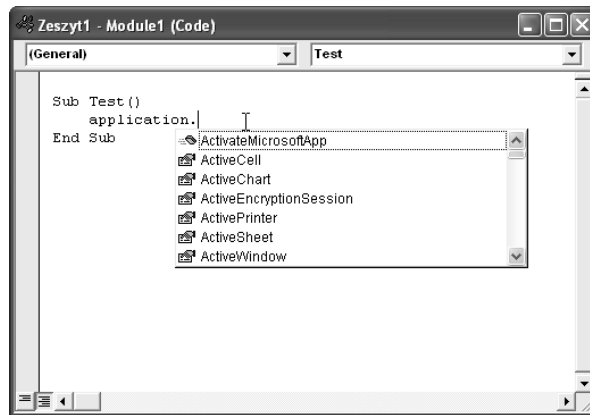 Zeszyt1 - Module1 (Code)
(General) Test
Sub Test()
application.
End Sub
ActivateMicrosoftApp
ActiveCell
ActiveChart
ActiveEncryptionSession
ActivePrinter
ActiveSheet
ActiveWindow